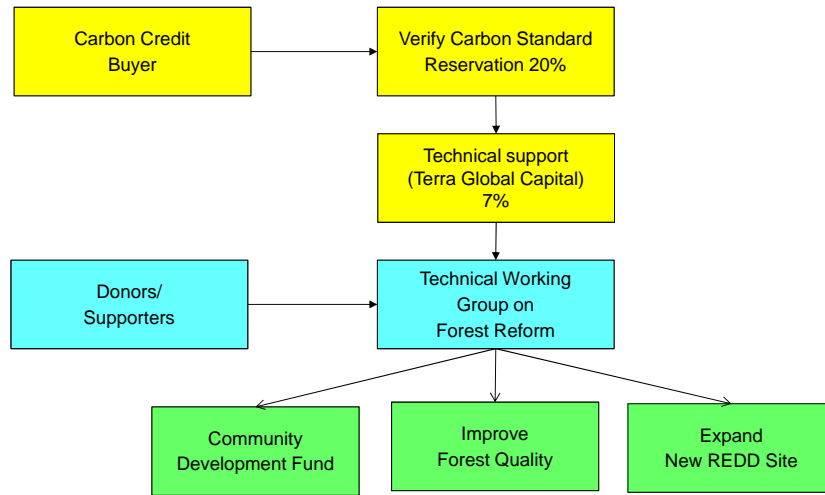 Carbon Credit
Buyer
Verify Carbon Standard
Reservation 20%
Technical support
(Terra Global Capital)
7%
Donors/
Supporters
Technical Working
Group on
Forest Reform
Community
Development Fund
Improve
Forest Quality
Expand
New REDD Site